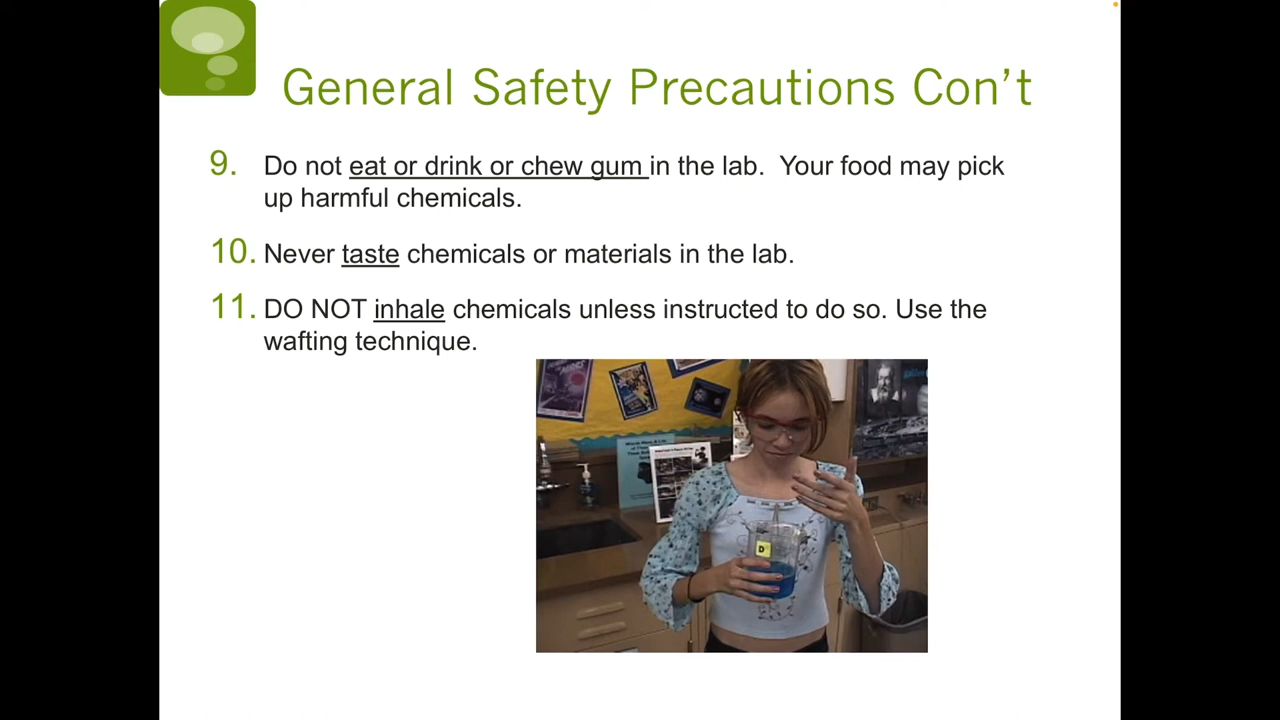 General Safety Precautions Con’t
9. Do not eat or drink or chew gum in the lab.  Your food may pick
up harmful chemicals.
10. Never taste chemicals or materials in the lab.
11. DO NOT inhale chemicals unless instructed to do so. Use the
wafting technique.
D